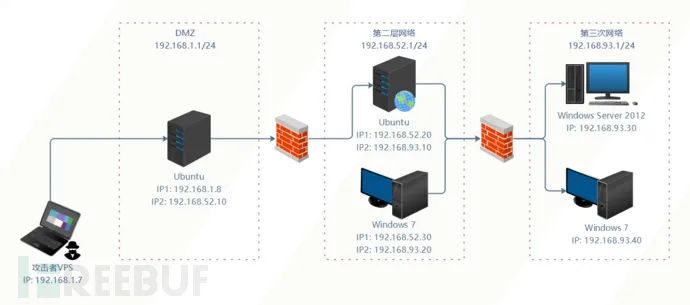 DMZ
192.168.1.1/24
第二层网络
192.168.52.1/24
第三次网络
192.168.93.1/24
Ubuntu
IP1: 192.168.1.8
IP2: 192.168.52.10
Ubuntu
IP1: 192.168.52.20
IP2: 192.168.93.10
Windows 7
IP1: 192.168.52.30
IP2: 192.168.93.20
Windows Server 2012
IP: 192.168.93.30
Windows 7
IP: 192.168.93.40
攻击者VPS
IP: 192.168.1.7
REEBUF